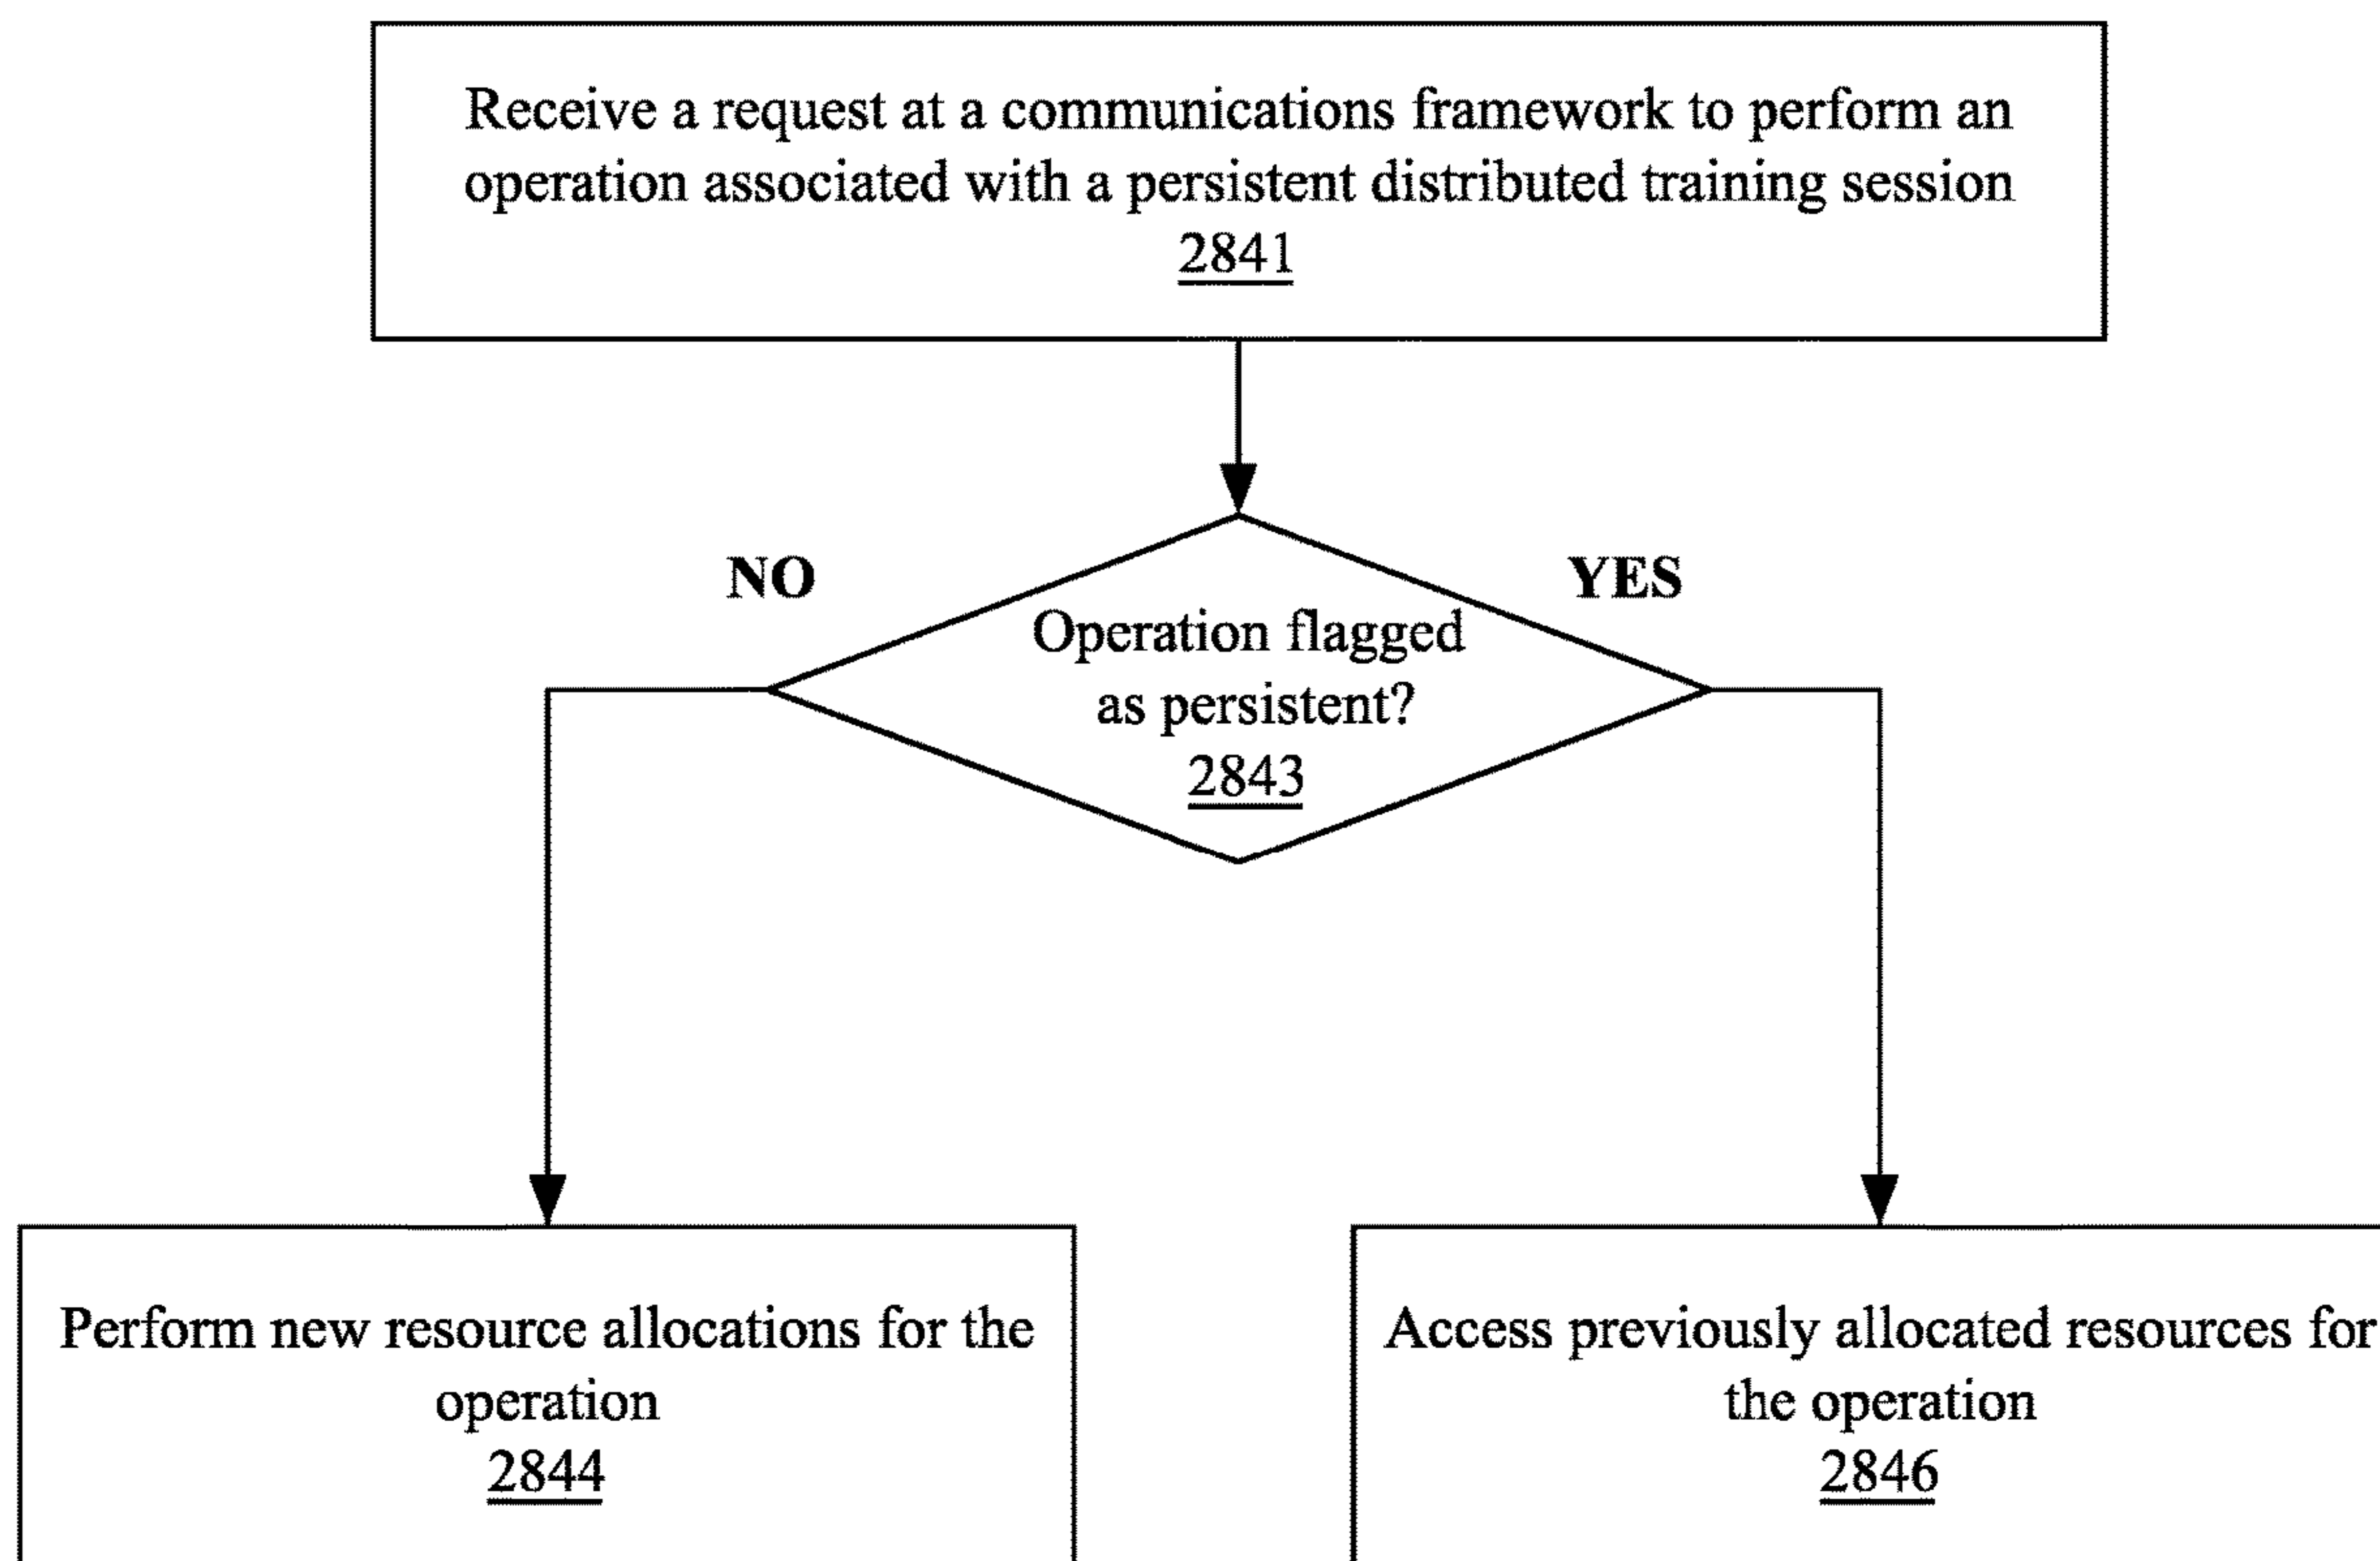 Receive a request at a communications framework to perform an
operation associated with a persistent distributed training session
2841
NO
YES
Operation flagged
as persistent?
2843
Perform new resource allocations for the
operation
2844
Access previously allocated resources for
the operation
2846